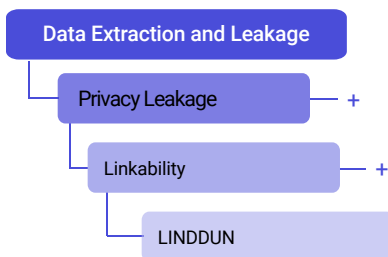 Data Extraction and Leakage
Privacy Leakage
+
Linkability
+
LINDDUN